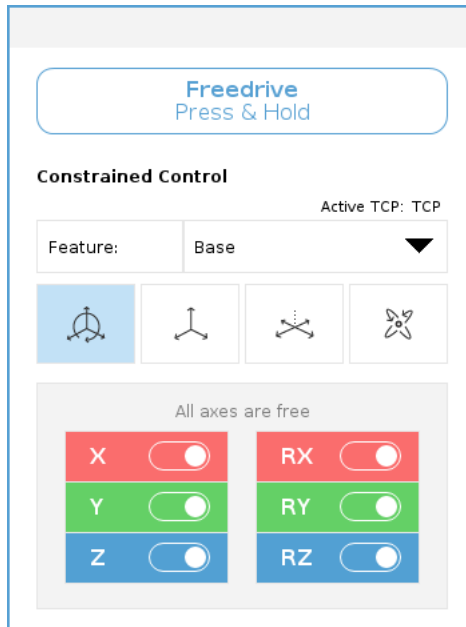 Freedrive
Press & Hold
Constrained Control
Active TCP: TCP
Feature: Base
All axes are free
X RX
Y RY
Z RZ